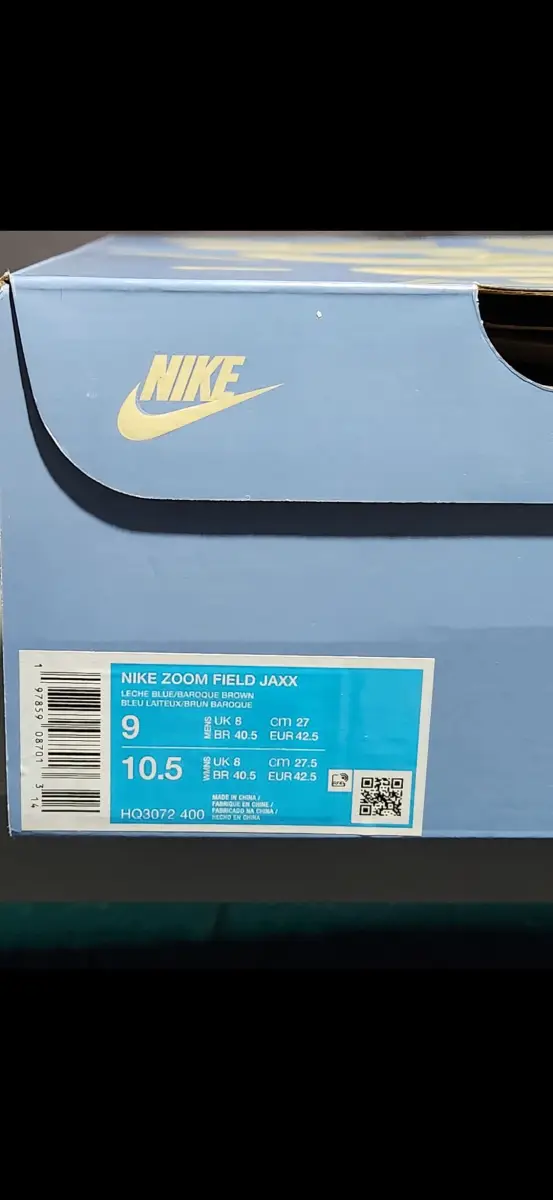 NIKE
NIKE ZOOM FIELD JAXX
LECHE BLUE/BAROQUE BROWN
BLEU LAITEUX/BRUN BAROQUE
9 MENS UK 8 cm 27
BR 40.5 EUR 42.5
10.5 WMNS UK 8 cm 27.5
BR 40.5 EUR 42.5
HQ3072 400
MADE IN CHINA /
FABRIQUE EN CHINE /
FABRICADO NA CHINA /
HECHO EN CHINA
1 97859 08701 3 14